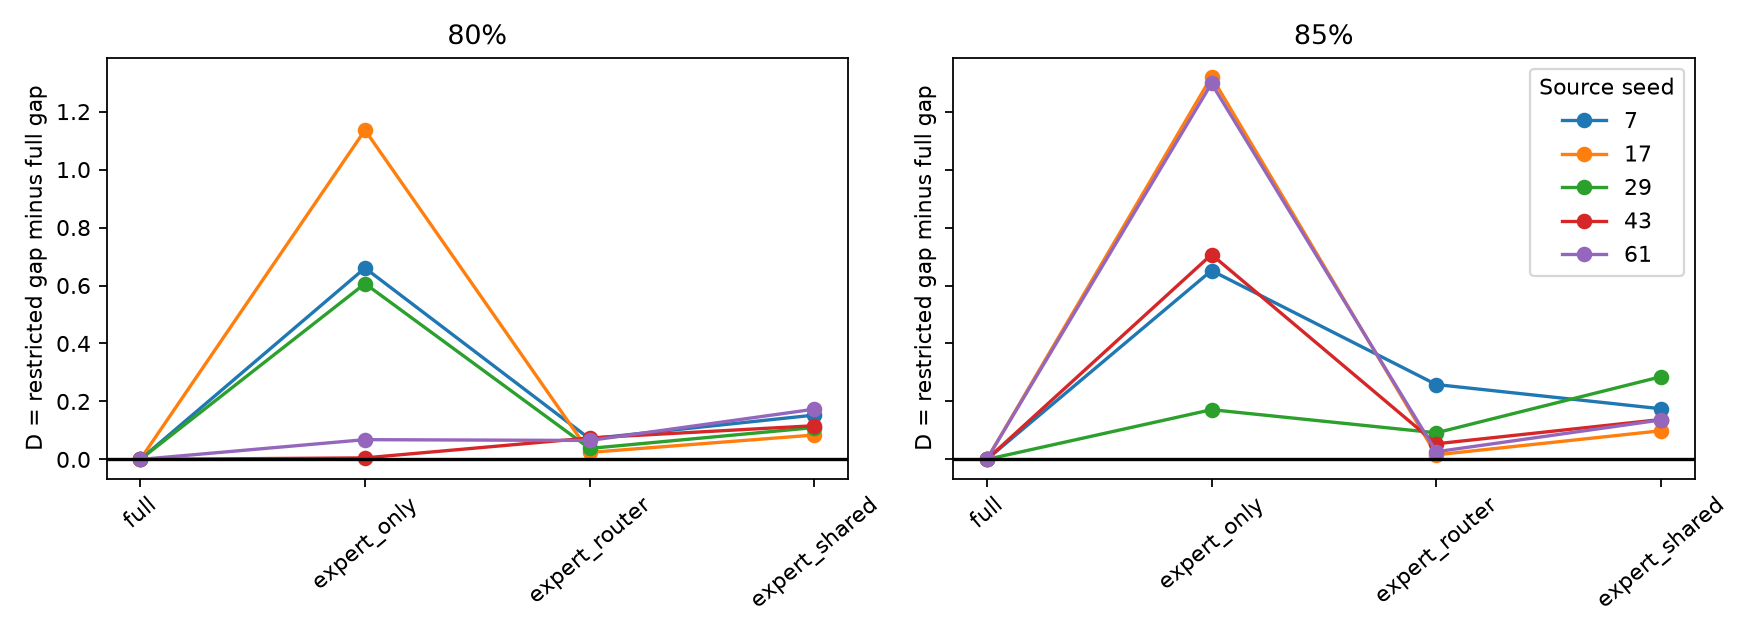 80%
D = restricted gap minus full gap
1.2
1.0
0.8
0.6
0.4
0.2
0.0
full
expert_only
expert_router
expert_shared
85%
D = restricted gap minus full gap
Source seed
7
17
29
43
61
full
expert_only
expert_router
expert_shared